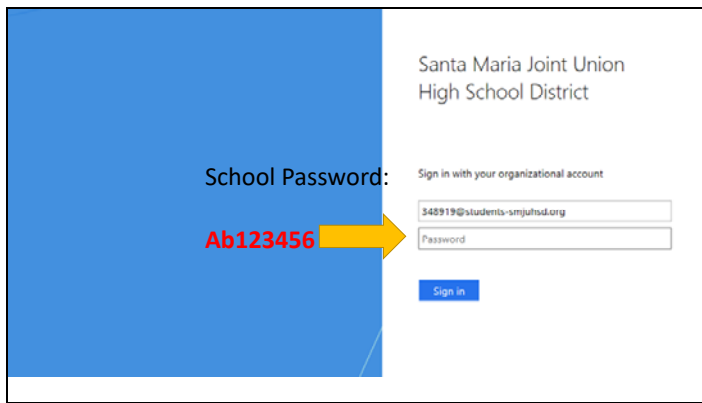 Santa Maria Joint Union
High School District
School Password:
Sign in with your organizational account
348919@students-smjuhsd.org
Ab123456
Password
Sign in